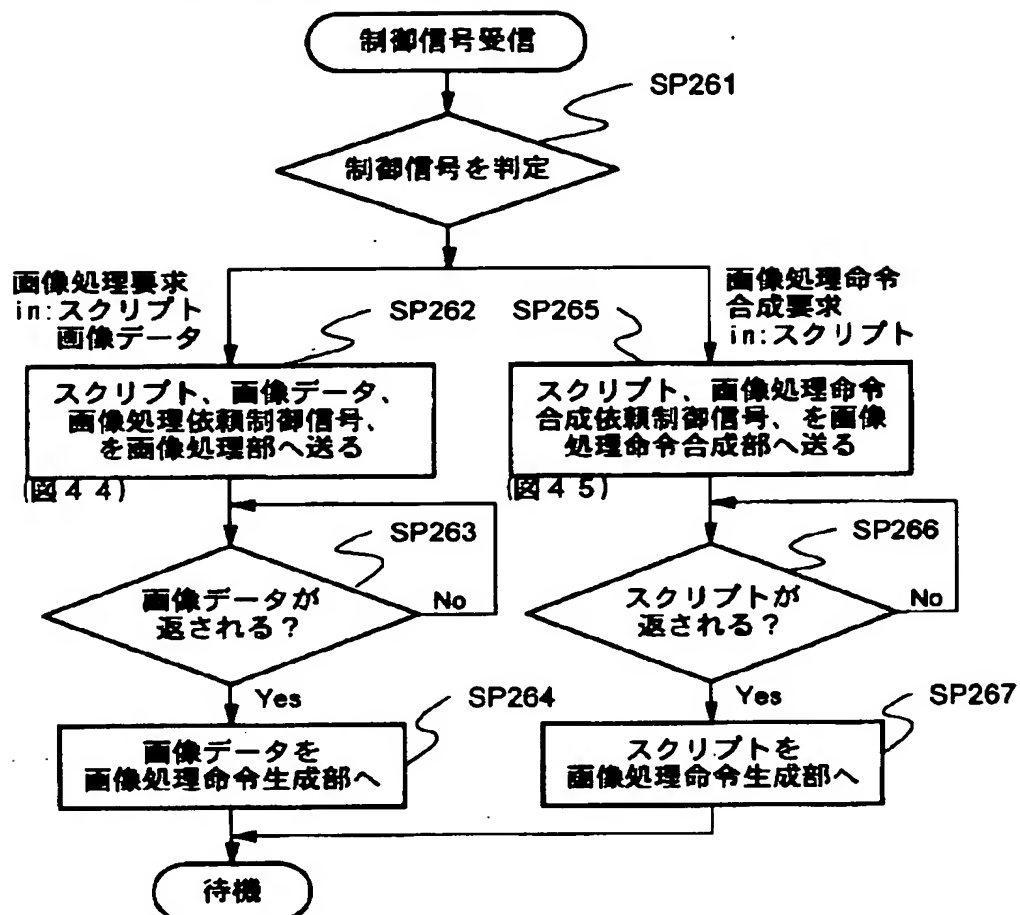 制御信号受信
SP261
制御信号を判定
画像処理要求
in:スクリプト
画像データ
SP262
SP265
画像処理命令
合成要求
in:スクリプト
スクリプト、画像データ、
画像処理依頼制御信号、
を画像処理部へ送る
(図44)
スクリプト、画像処理命令
合成依頼制御信号、を画像
処理命令合成部へ送る
(図45)
SP263
画像データが
返される?
No
SP266
スクリプトが
返される?
No
Yes
SP264
画像データを
画像処理命令生成部へ
Yes
SP267
スクリプトを
画像処理命令生成部へ
待機